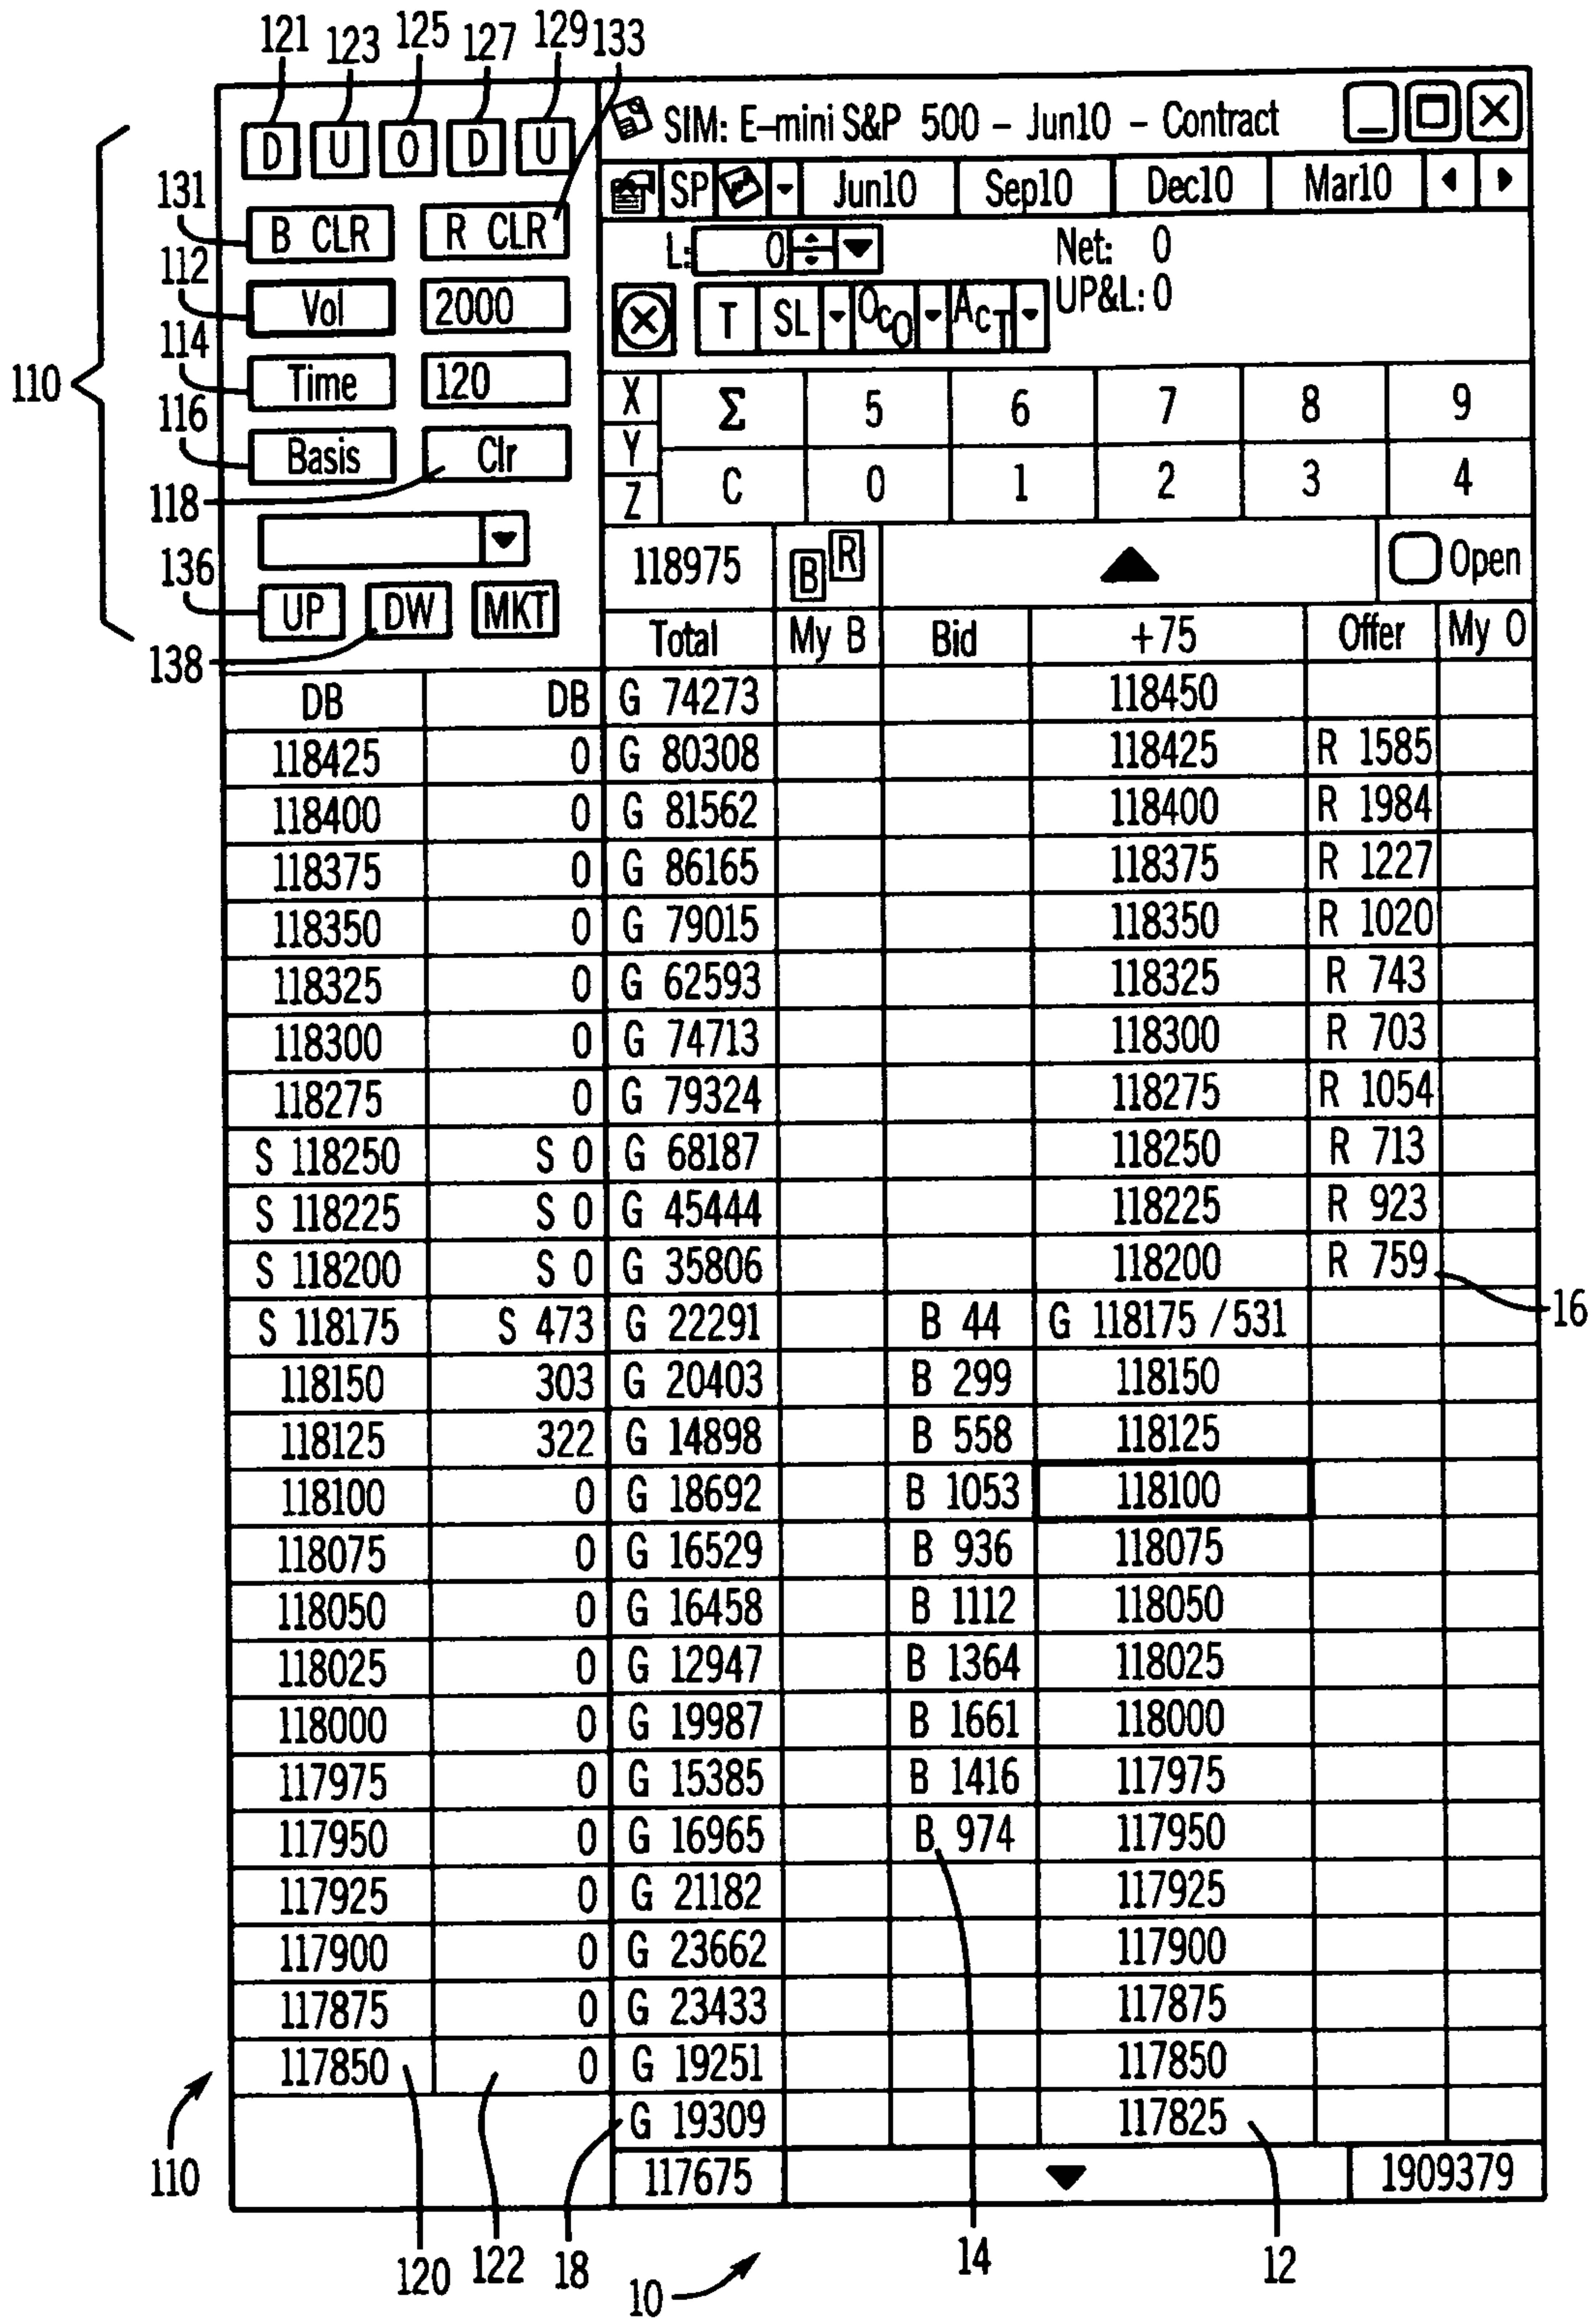 121 123 125 127 129 133
D U O D U SIM: E-mini S&P 500 - Jun10 - Contract
SP Jun10 Sep10 Dec10 Mar10
131 B CLR R CLR L: 0 Net: 0
112 Vol 2000 T SL OCO ACT UP&L: 0
114 Time 120
110
X Σ 5 6 7 8 9
116 Basis Clr Y
Z C 0 1 2 3 4
118
118975 B R Open
136 UP DW MKT
138 Total My B Bid +75 Offer My O
DB DB G 74273 118450
118425 0 G 80308 118425 R 1585
118400 0 G 81562 118400 R 1984
118375 0 G 86165 118375 R 1227
118350 0 G 79015 118350 R 1020
118325 0 G 62593 118325 R 743
118300 0 G 74713 118300 R 703
118275 0 G 79324 118275 R 1054
S 118250 S 0 G 68187 118250 R 713
S 118225 S 0 G 45444 118225 R 923
S 118200 S 0 G 35806 118200 R 759
16
S 118175 S 473 G 22291 B 44 G 118175 / 531
118150 303 G 20403 B 299 118150
118125 322 G 14898 B 558 118125
118100 0 G 18692 B 1053 118100
118075 0 G 16529 B 936 118075
118050 0 G 16458 B 1112 118050
118025 0 G 12947 B 1364 118025
118000 0 G 19987 B 1661 118000
117975 0 G 15385 B 1416 117975
117950 0 G 16965 B 974 117950
117925 0 G 21182 117925
117900 0 G 23662 117900
117875 0 G 23433 117875
117850 0 G 19251 117850
G 19309 117825
110 117675 1909379
120 122 18 10 14 12